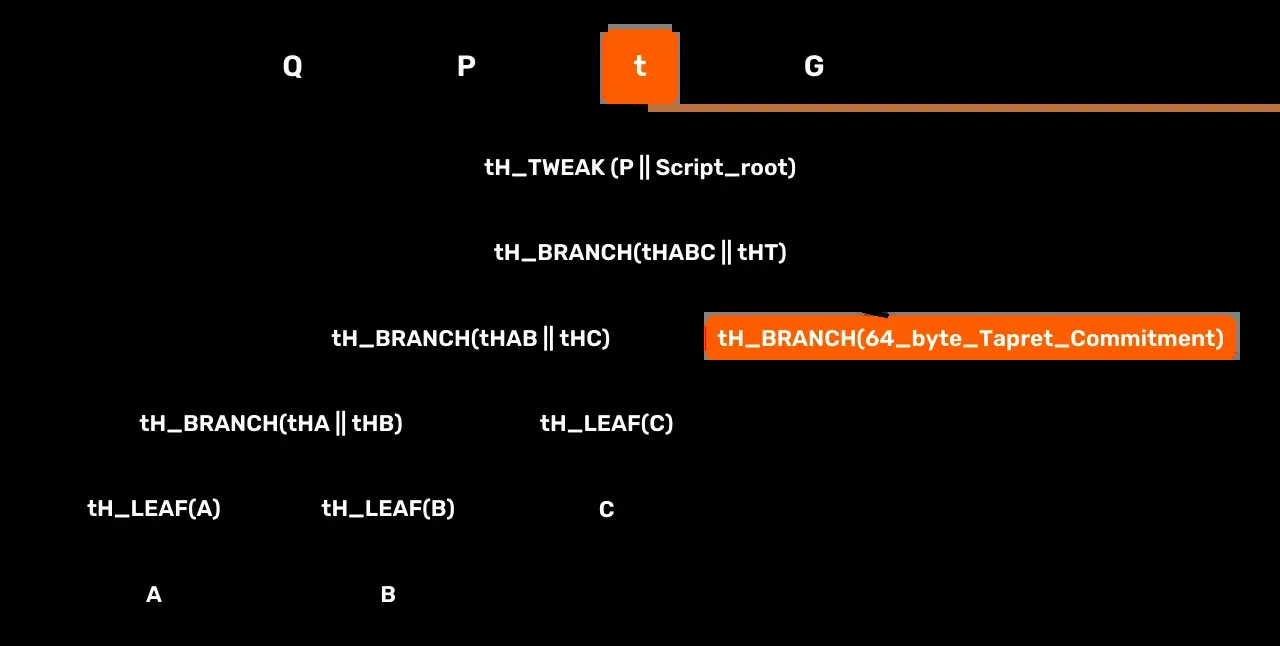 Q P t G
tH_TWEAK (P || Script_root)
tH_BRANCH(tHABC || tHT)
tH_BRANCH(tHAB || tHC) tH_BRANCH(64_byte_Tapret_Commitment)
tH_BRANCH(tHA || tHB) tH_LEAF(C)
tH_LEAF(A) tH_LEAF(B) C
A B